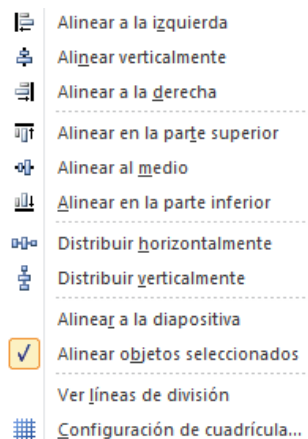 Alinear a la izquierda
Alinear verticalmente
Alinear a la derecha
Alinear en la parte superior
Alinear al medio
Alinear en la parte inferior
Distribuir horizontalmente
Distribuir verticalmente
Alinear a la diapositiva
Alinear objetos seleccionados
Ver líneas de división
Configuración de cuadrícula...